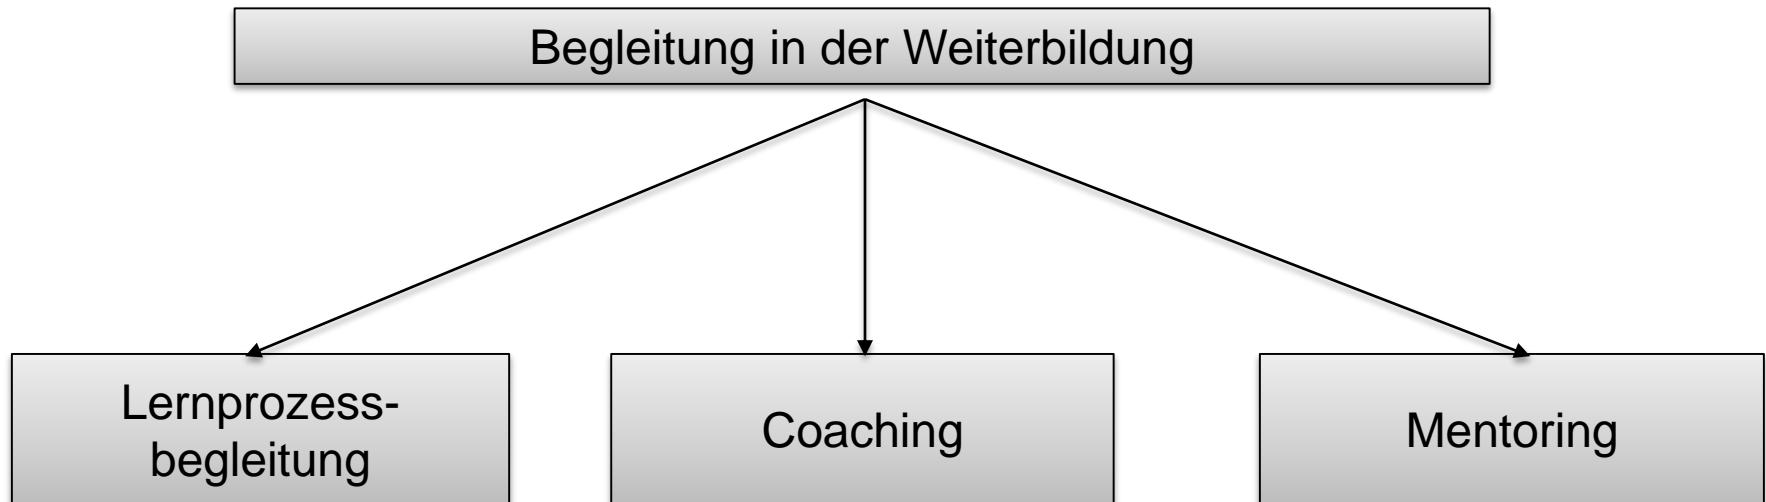 Begleitung in der Weiterbildung
Lernprozess-
begleitung
Coaching
Mentoring